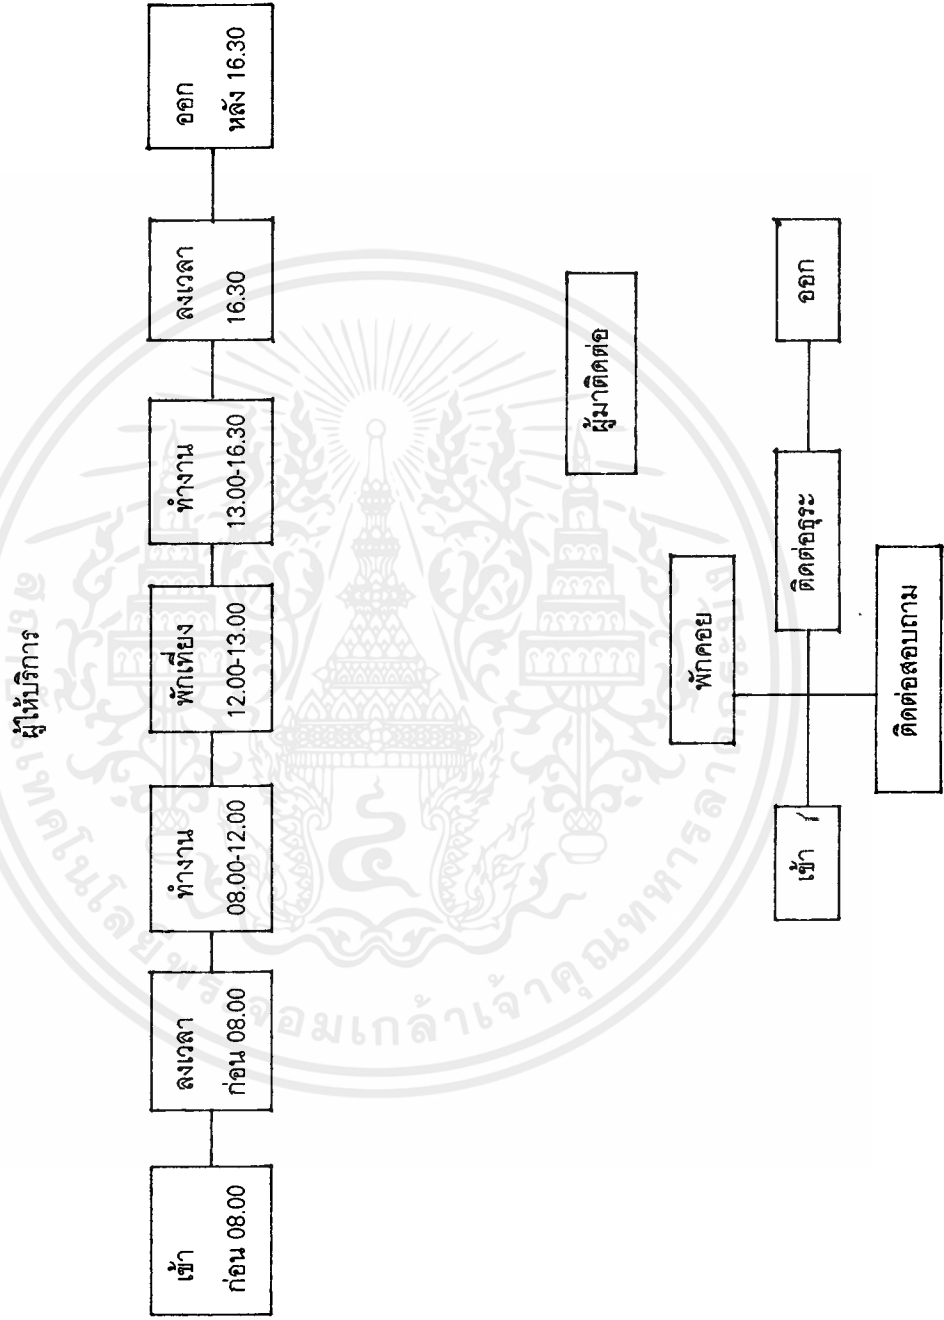 ผู้ให้บริการ
เข้า
ก่อน 08.00
ลงเวลา
ก่อน 08.00
ทำงาน
08.00-12.00
พักเที่ยง
12.00-13.00
ทำงาน
13.00-16.30
ลงเวลา
16.30
ออก
หลัง 16.30
ผู้มาติดต่อ
พักคอย
เข้า
ติดต่อธุระ
ออก
ติดต่อสอบถาม